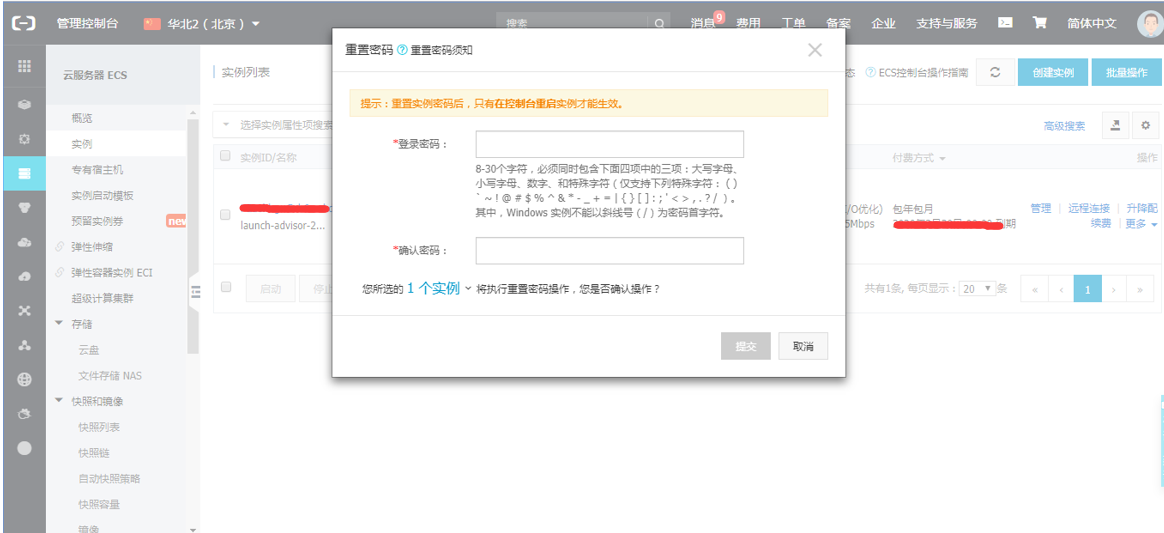 管理控制台 华北2（北京） 搜索 消息 9 费用 工单 备案 企业 支持与服务 简体中文
云服务器 ECS
概览
实例
专有宿主机
实例启动模板
预留实例券 new
弹性伸缩
弹性容器实例 ECI
超级计算集群
存储
云盘
文件存储 NAS
快照和镜像
快照列表
快照链
自动快照策略
快照容量
镜像
实例列表
态 ECS控制台操作指南 创建实例 批量操作
选择实例属性项搜索
高级搜索
实例ID/名称 付费方式 操作
launch-advisor-2...
/O优化) 包年包月
5Mbps 到期
管理 | 远程连接 | 升降配
续费 | 更多
启动 停止
共有1条, 每页显示： 20 条 « ‹ 1 › »
重置密码 重置密码须知
提示：重置实例密码后，只有在控制台重启实例才能生效。
*登录密码：
8-30个字符，必须同时包含下面四项中的三项：大写字母、
小写字母、数字、和特殊字符 ( 仅支持下列特殊字符： ( )
` ~ ! @ # $ % ^ & * - _ + = | { } [ ] : ; ' < > , . ? / ) 。
其中，Windows 实例不能以斜线号 ( / ) 为密码首字符。
*确认密码：
您所选的 1 个实例 将执行重置密码操作，您是否确认操作？
提交 取消